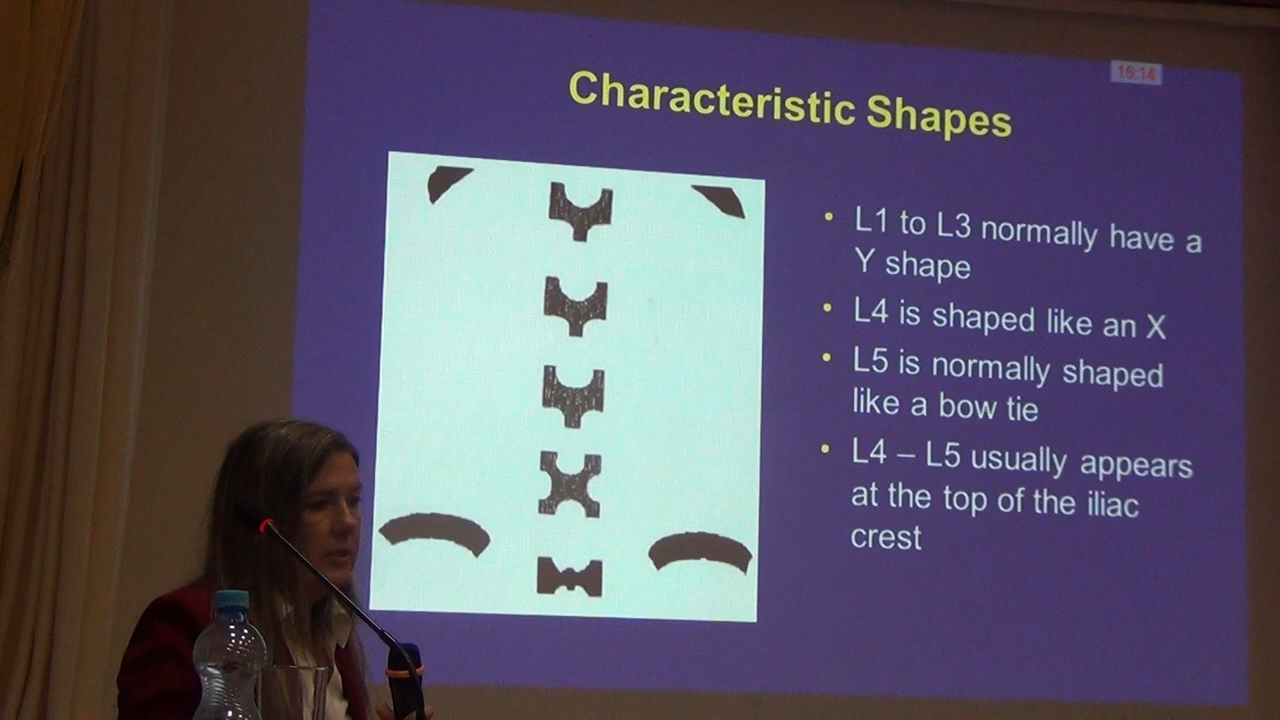 16:14
Characteristic Shapes
• L1 to L3 normally have a
Y shape
• L4 is shaped like an X
• L5 is normally shaped
like a bow tie
• L4 – L5 usually appears
at the top of the iliac
crest